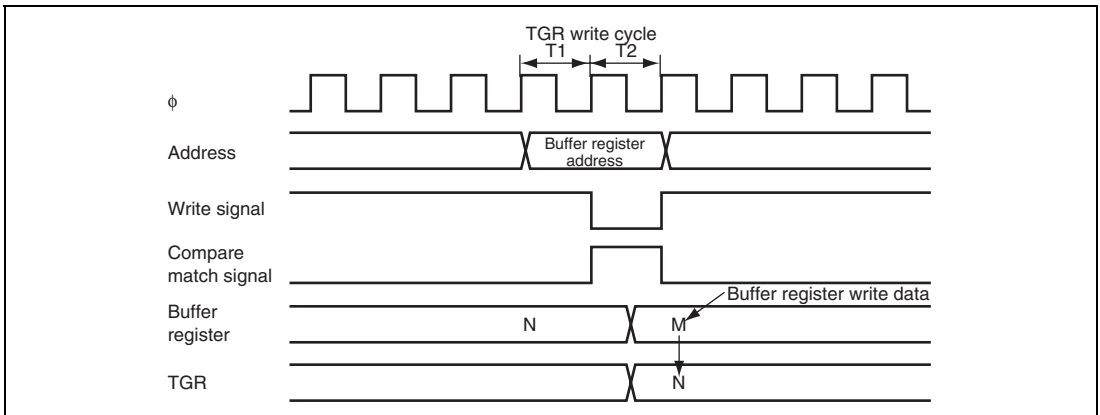 TGR write cycle
T1 T2
φ
Address
Buffer register
address
Write signal
Compare
match signal
Buffer register write data
Buffer
register
N M
TGR
N